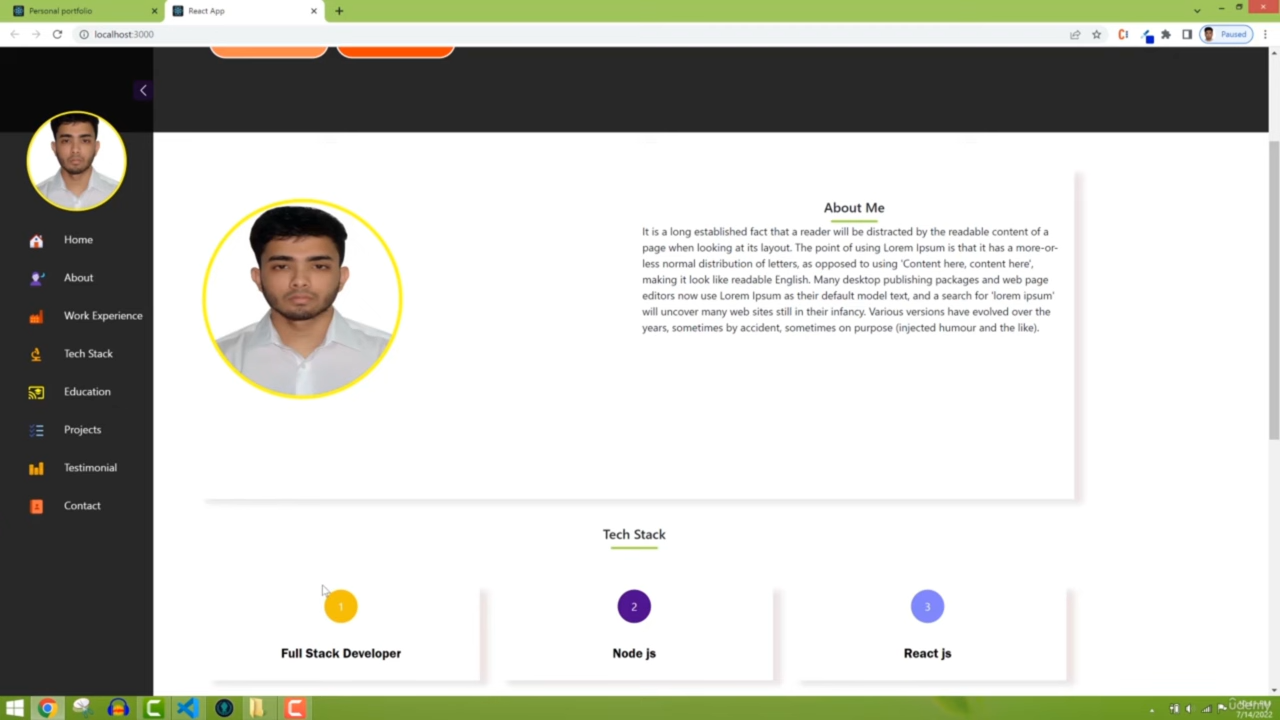 Personal portfolio
React App
localhost:3000
Paused
Home
About
Work Experience
Tech Stack
Education
Projects
Testimonial
Contact
About Me
It is a long established fact that a reader will be distracted by the readable content of a
page when looking at its layout. The point of using Lorem Ipsum is that it has a more-or-
less normal distribution of letters, as opposed to using 'Content here, content here',
making it look like readable English. Many desktop publishing packages and web page
editors now use Lorem Ipsum as their default model text, and a search for 'lorem ipsum'
will uncover many web sites still in their infancy. Various versions have evolved over the
years, sometimes by accident, sometimes on purpose (injected humour and the like).
Tech Stack
1
2
3
Full Stack Developer
Node js
React js
udemy
7/14/2022